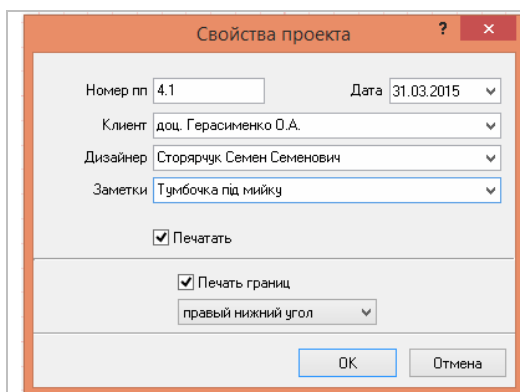 Свойства проекта ?
Номер пп 4.1 Дата 31.03.2015
Клиент доц. Герасименко О.А.
Дизайнер Сторярчук Семен Семенович
Заметки Тумбочка під мийку
Печатать
Печать границ
правый нижний угол
OK Отмена